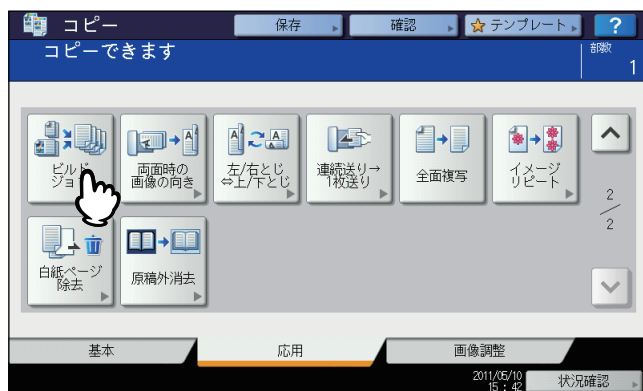 コピー
保存
確認
テンプレート
?
コピーできます
部数
1
ビルド
ジョ
両面時の
画像の向き
左/右とじ
⇔上/下とじ
連続送り→
1枚送り
全面複写
イメージ
リピート
2
2
白紙ページ
除去
原稿外消去
基本
応用
画像調整
2011/05/10
15:42
状況確認